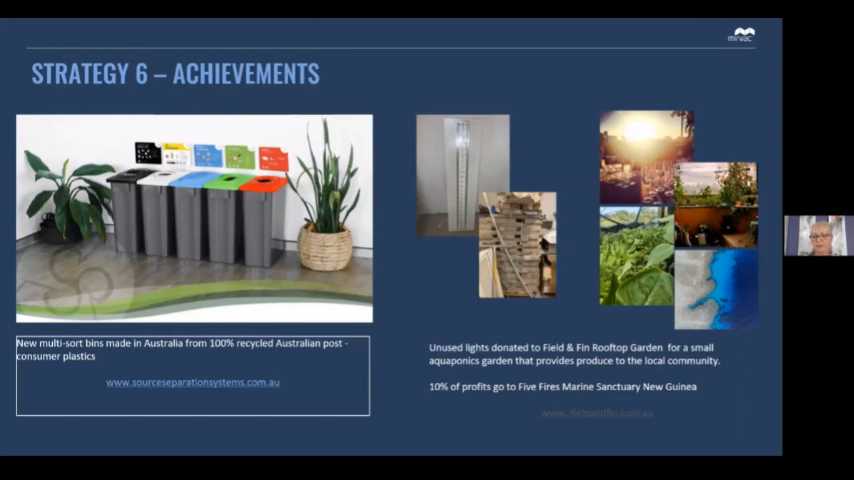 mirvac
STRATEGY 6 – ACHIEVEMENTS
New multi-sort bins made in Australia from 100% recycled Australian post -
consumer plastics
www.sourceseparationsystems.com.au
Unused lights donated to Field & Fin Rooftop Garden for a small
aquaponics garden that provides produce to the local community.
10% of profits go to Five Fires Marine Sanctuary New Guinea
www.fieldandfin.com.au